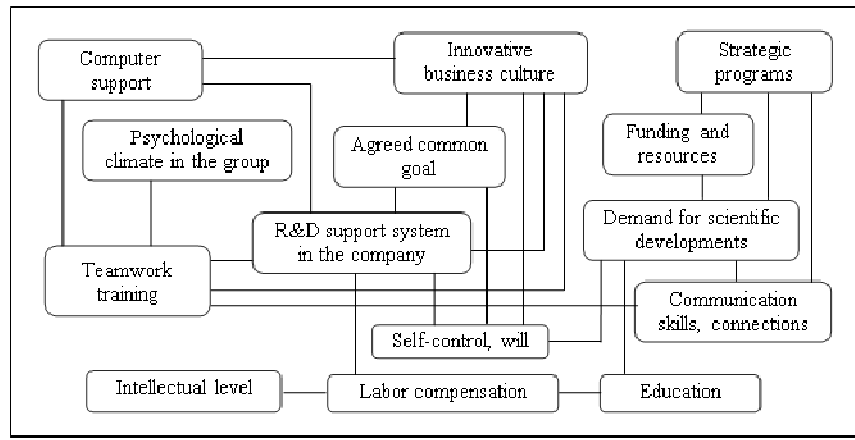 Computer
support
Innovative
business culture
Strategic
programs
Psychological
climate in the group
Agreed common
goal
Funding and
resources
R&D support system
in the company
Demand for scientific
developments
Teamwork
training
Communication
skills, connections
Self-control, will
Intellectual level
Labor compensation
Education